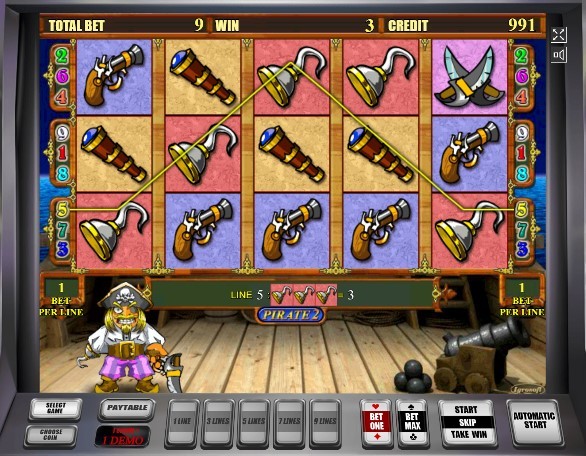 TOTAL BET 9 WIN 3 CREDIT 991
2 2
6 6
4 4
9 9
1 1
8 8
5 5
7 7
3 3
1 LINE 5 : = 3 1
BET BET
PER LINE PER LINE
PIRATE 2
Igrosoft
SELECT GAME
PAYTABLE
CHOOSE COIN
1 DEMO
1 LINE 3 LINES 5 LINES 7 LINES 9 LINES
BET ONE
BET MAX
START
SKIP
TAKE WIN
AUTOMATIC START